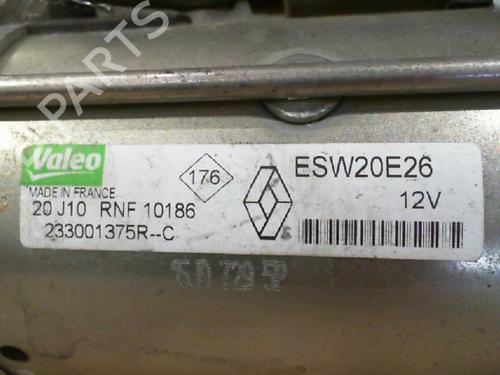 PARTS
Valeo
MADE IN FRANCE
20 J10 RNF 10186
233001375R--C
176
ESW20E26
12V